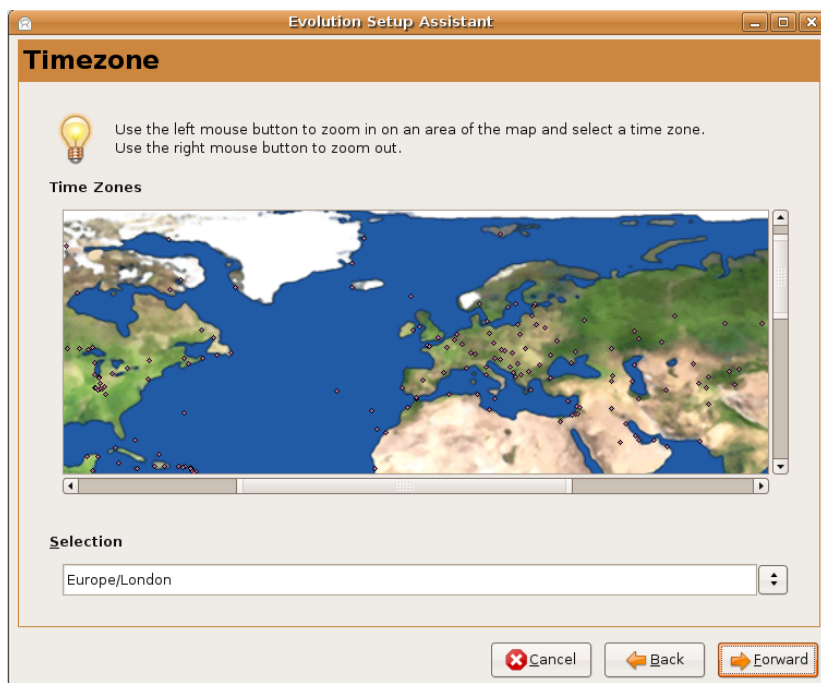 Evolution Setup Assistant
Timezone
Use the left mouse button to zoom in on an area of the map and select a time zone.
Use the right mouse button to zoom out.
Time Zones
Selection
Europe/London
Cancel
Back
Forward